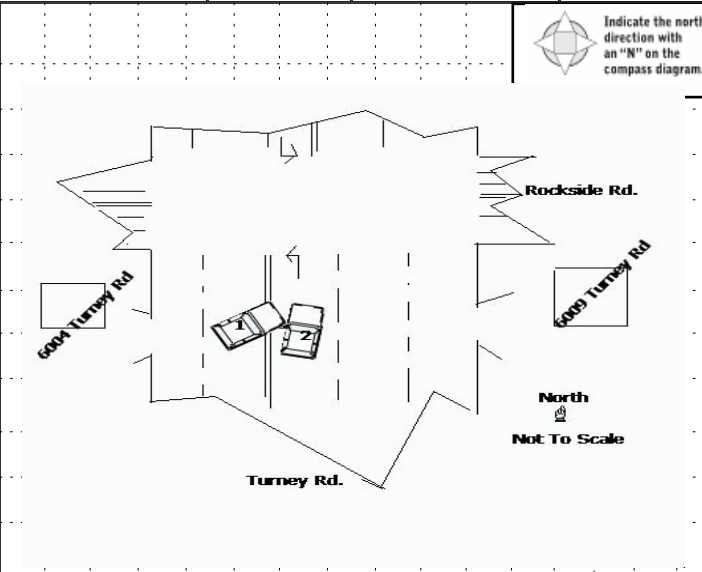 Indicate the north
direction with
an "N" on the
compass diagram.
Rockside Rd.
6004 Turney Rd
6009 Turney Rd
1
2
North
Not To Scale
Turney Rd.